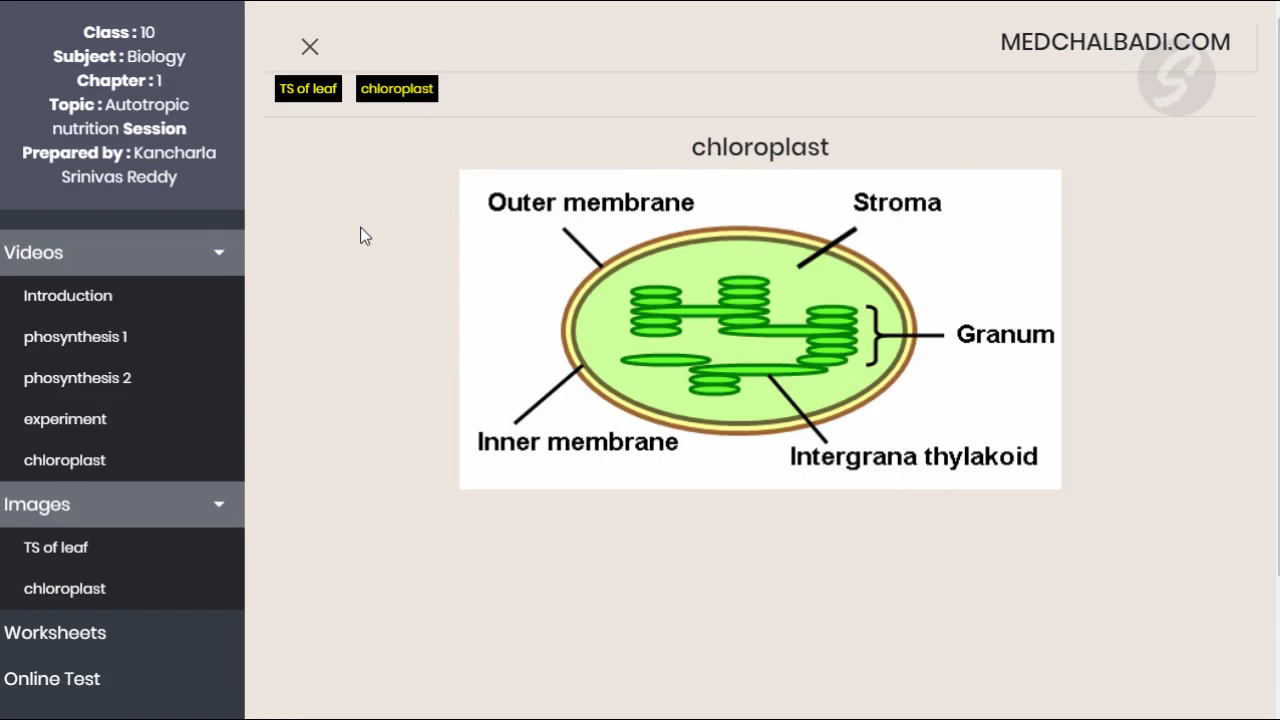 Class : 10
Subject : Biology
Chapter : 1
Topic : Autotropic
nutrition Session
Prepared by : Kancharla
Srinivas Reddy
Videos
Introduction
phosynthesis 1
phosynthesis 2
experiment
chloroplast
Images
TS of leaf
chloroplast
Worksheets
Online Test
MEDCHALBADI.COM
S
TS of leaf chloroplast
chloroplast
Outer membrane Stroma
Granum
Inner membrane
Intergrana thylakoid